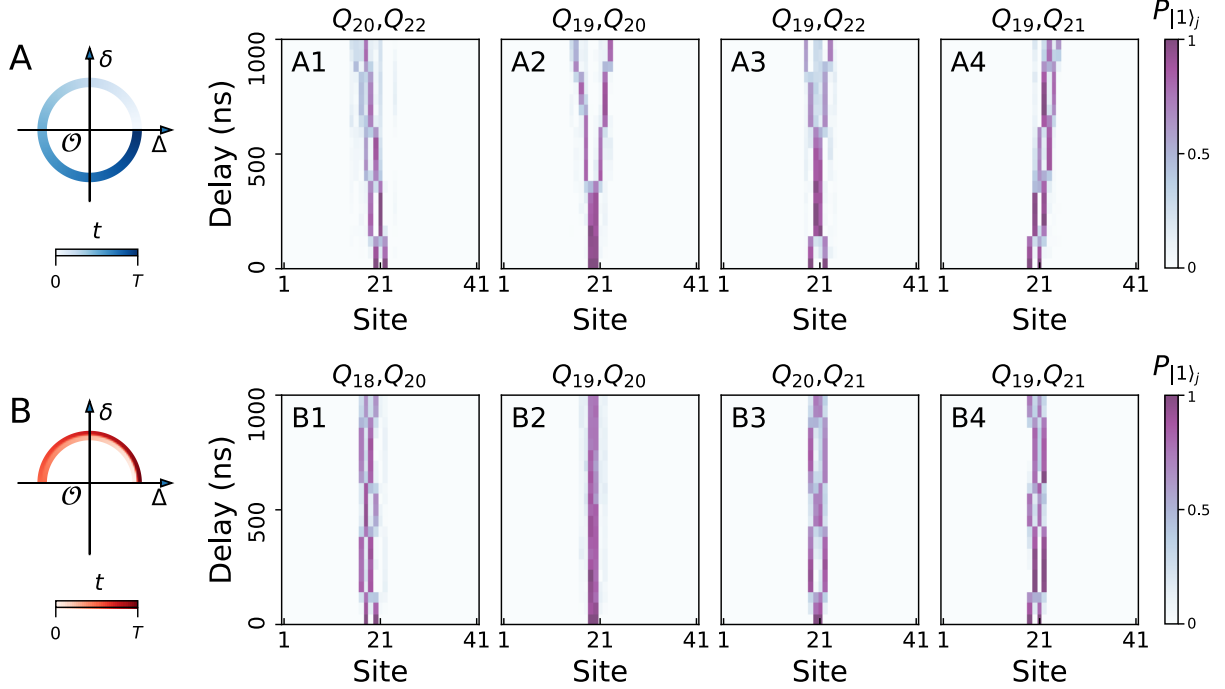 A
δ
𝒪
Δ
t
0
T
Q20,Q22
Q19,Q20
Q19,Q22
Q19,Q21
P|1⟩j
A1
A2
A3
A4
Delay (ns)
1000
500
0
1 21 41
1 21 41
1 21 41
1 21 41
Site
Site
Site
Site
1
0.5
0
B
δ
𝒪
Δ
t
0
T
Q18,Q20
Q19,Q20
Q20,Q21
Q19,Q21
P|1⟩j
B1
B2
B3
B4
Delay (ns)
1000
500
0
1 21 41
1 21 41
1 21 41
1 21 41
Site
Site
Site
Site
1
0.5
0